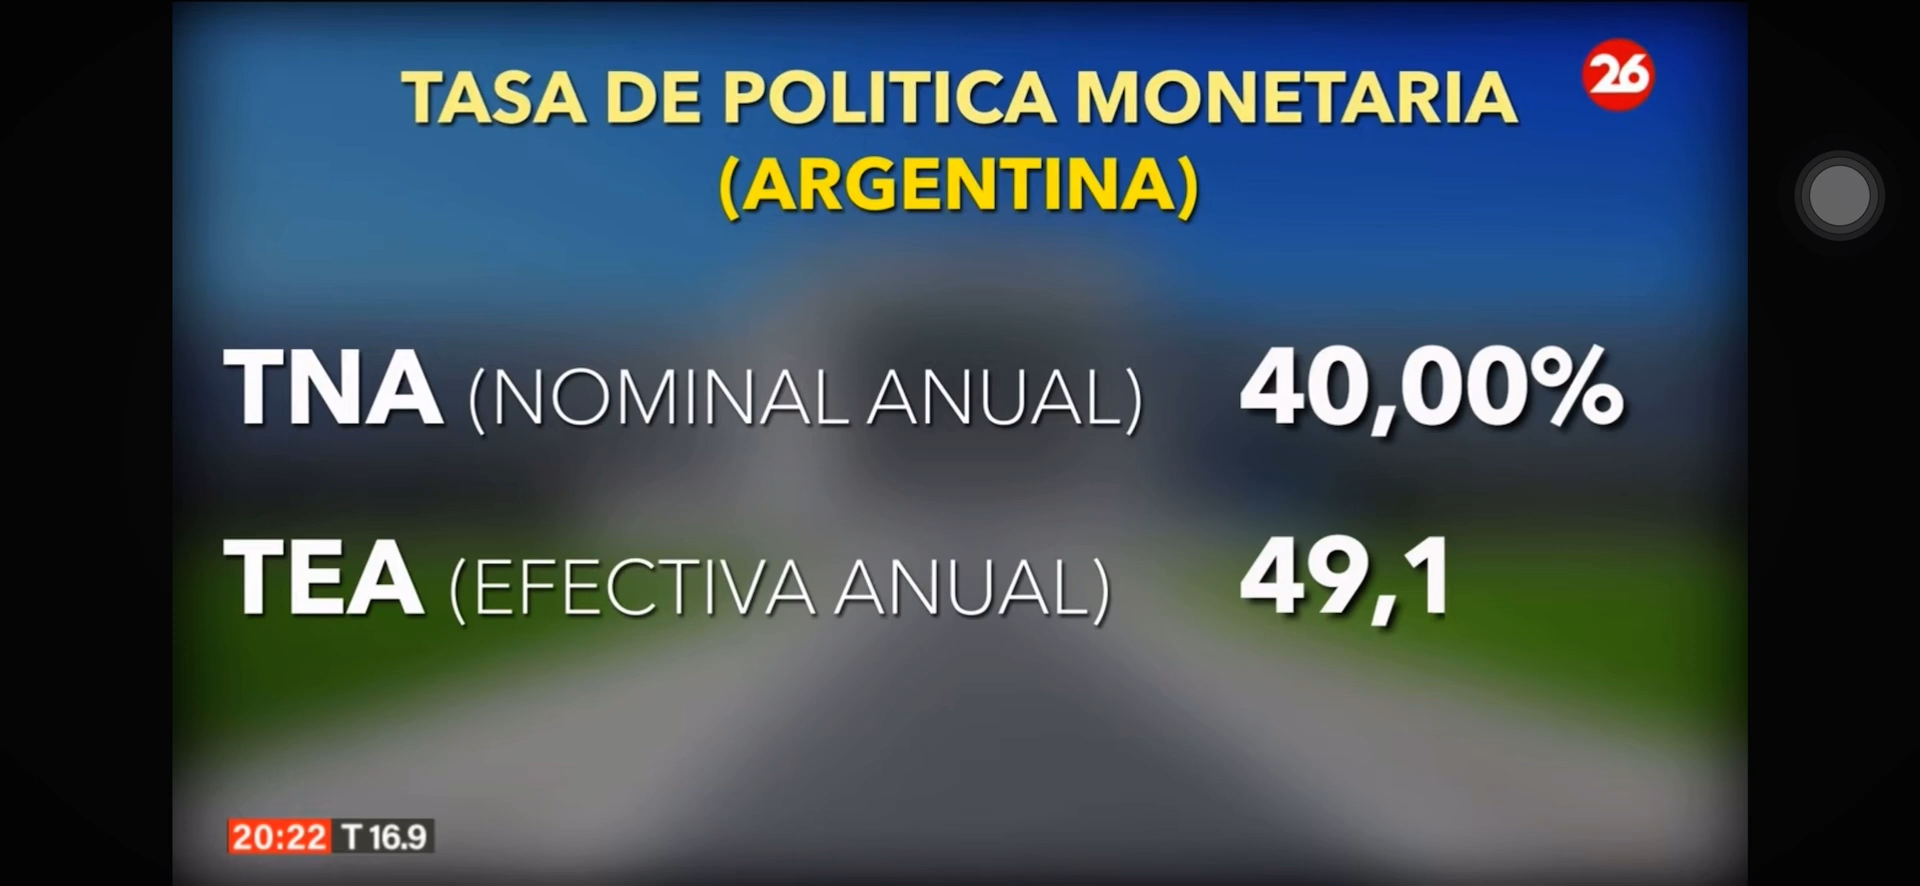 26
TASA DE POLITICA MONETARIA
(ARGENTINA)
TNA (NOMINAL ANUAL) 40,00%
TEA (EFECTIVA ANUAL) 49,1
20:22 T 16.9